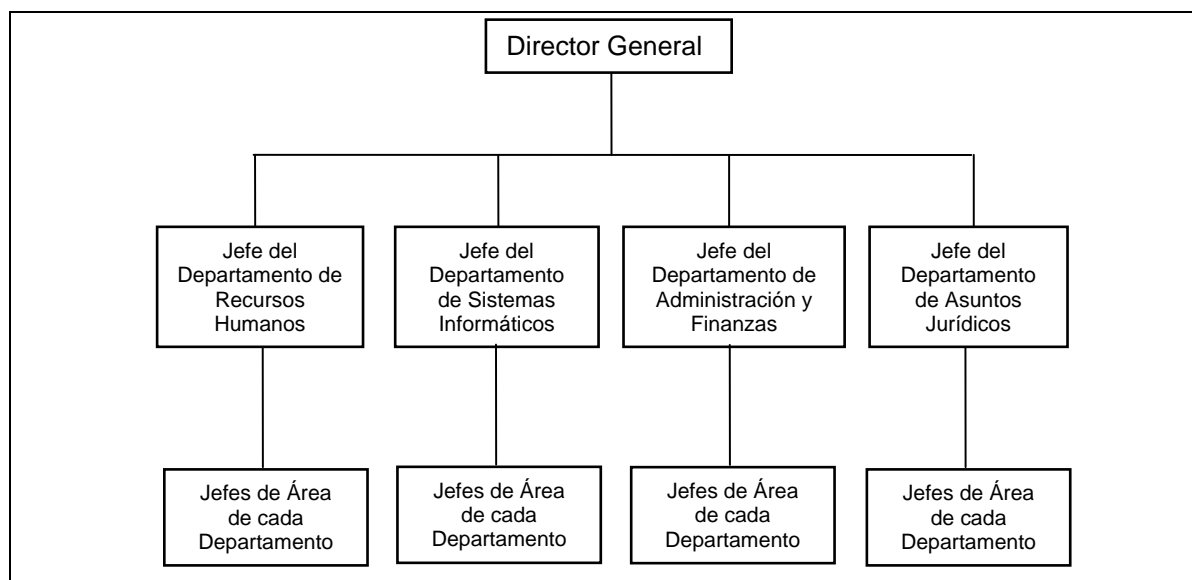 Director General
Jefe del
Departamento de
Recursos
Humanos
Jefe del
Departamento
de Sistemas
Informáticos
Jefe del
Departamento de
Administración y
Finanzas
Jefe del
Departamento
de Asuntos
Jurídicos
Jefes de Área
de cada
Departamento
Jefes de Área
de cada
Departamento
Jefes de Área
de cada
Departamento
Jefes de Área
de cada
Departamento